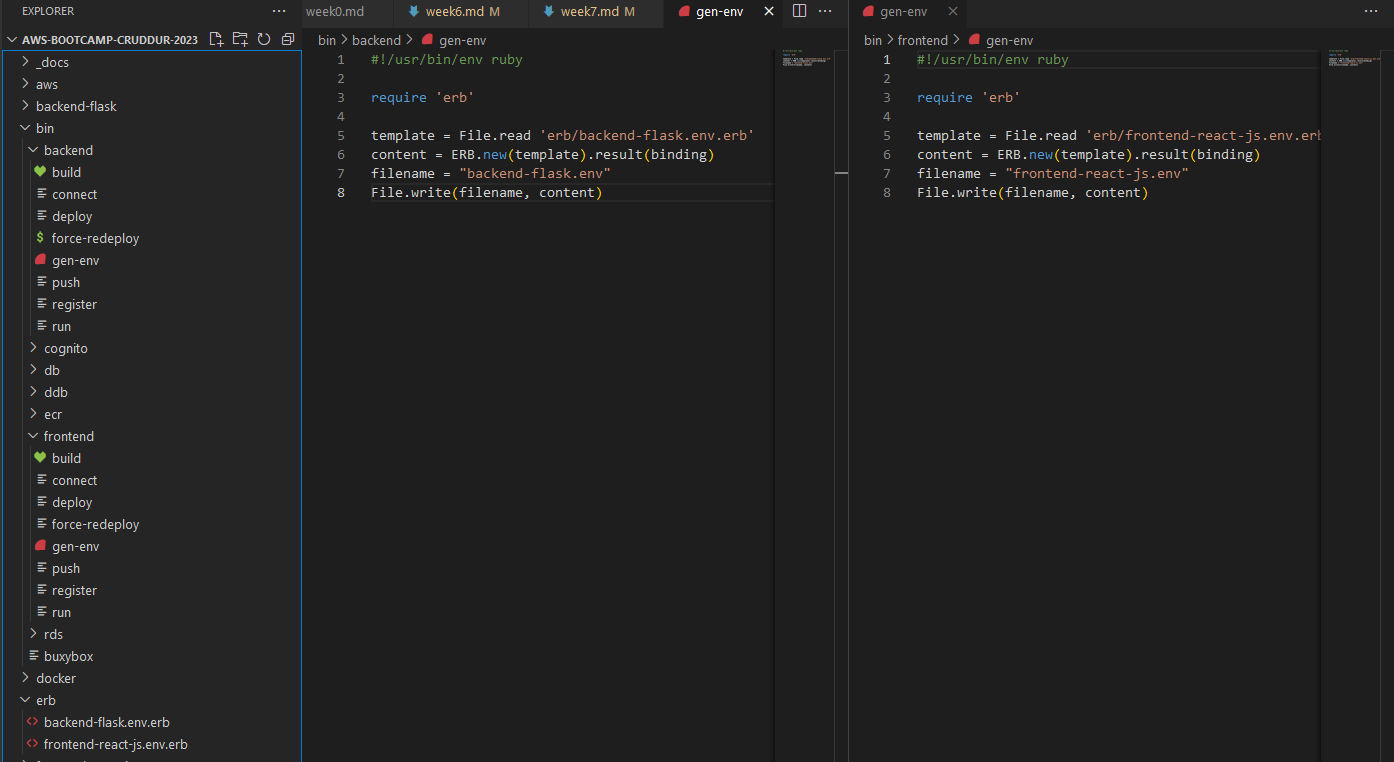 EXPLORER
AWS-BOOTCAMP-CRUDDUR-2023
_docs
aws
backend-flask
bin
backend
build
connect
deploy
force-redeploy
gen-env
push
register
run
cognito
db
ddb
ecr
frontend
build
connect
deploy
force-redeploy
gen-env
push
register
run
rds
buxybox
docker
erb
backend-flask.env.erb
frontend-react-js.env.erb
week0.md
week6.md M
week7.md M
gen-env
bin > backend > gen-env
1 #!/usr/bin/env ruby
2
3 require 'erb'
4
5 template = File.read 'erb/backend-flask.env.erb'
6 content = ERB.new(template).result(binding)
7 filename = "backend-flask.env"
8 File.write(filename, content)
gen-env
bin > frontend > gen-env
1 #!/usr/bin/env ruby
2
3 require 'erb'
4
5 template = File.read 'erb/frontend-react-js.env.erb
6 content = ERB.new(template).result(binding)
7 filename = "frontend-react-js.env"
8 File.write(filename, content)